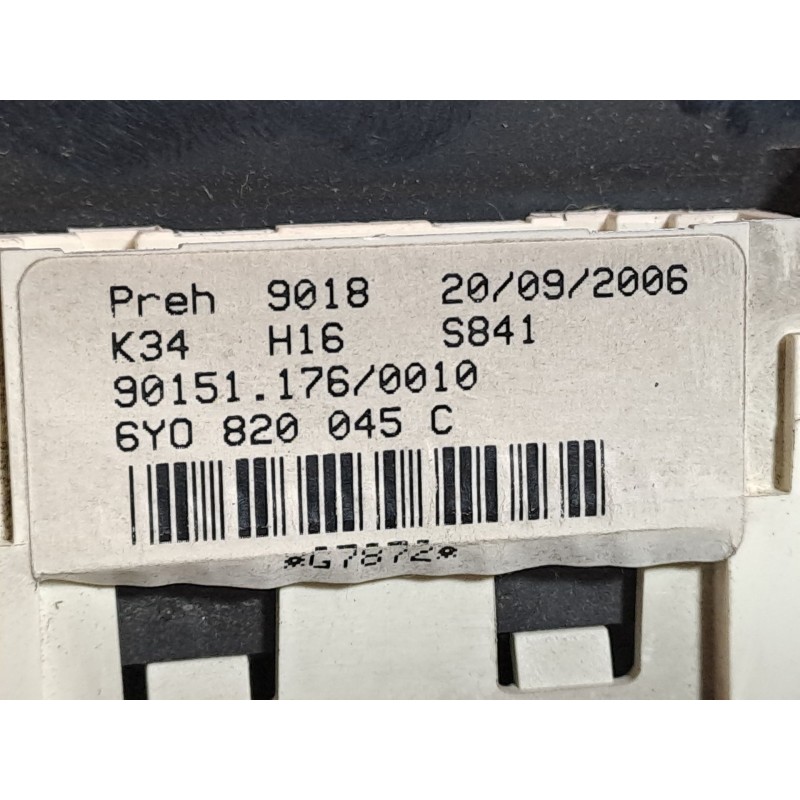 Preh 9018 20/09/2006
K34 H16 S841
90151.176/0010
6Y0 820 045 C
*G7872*